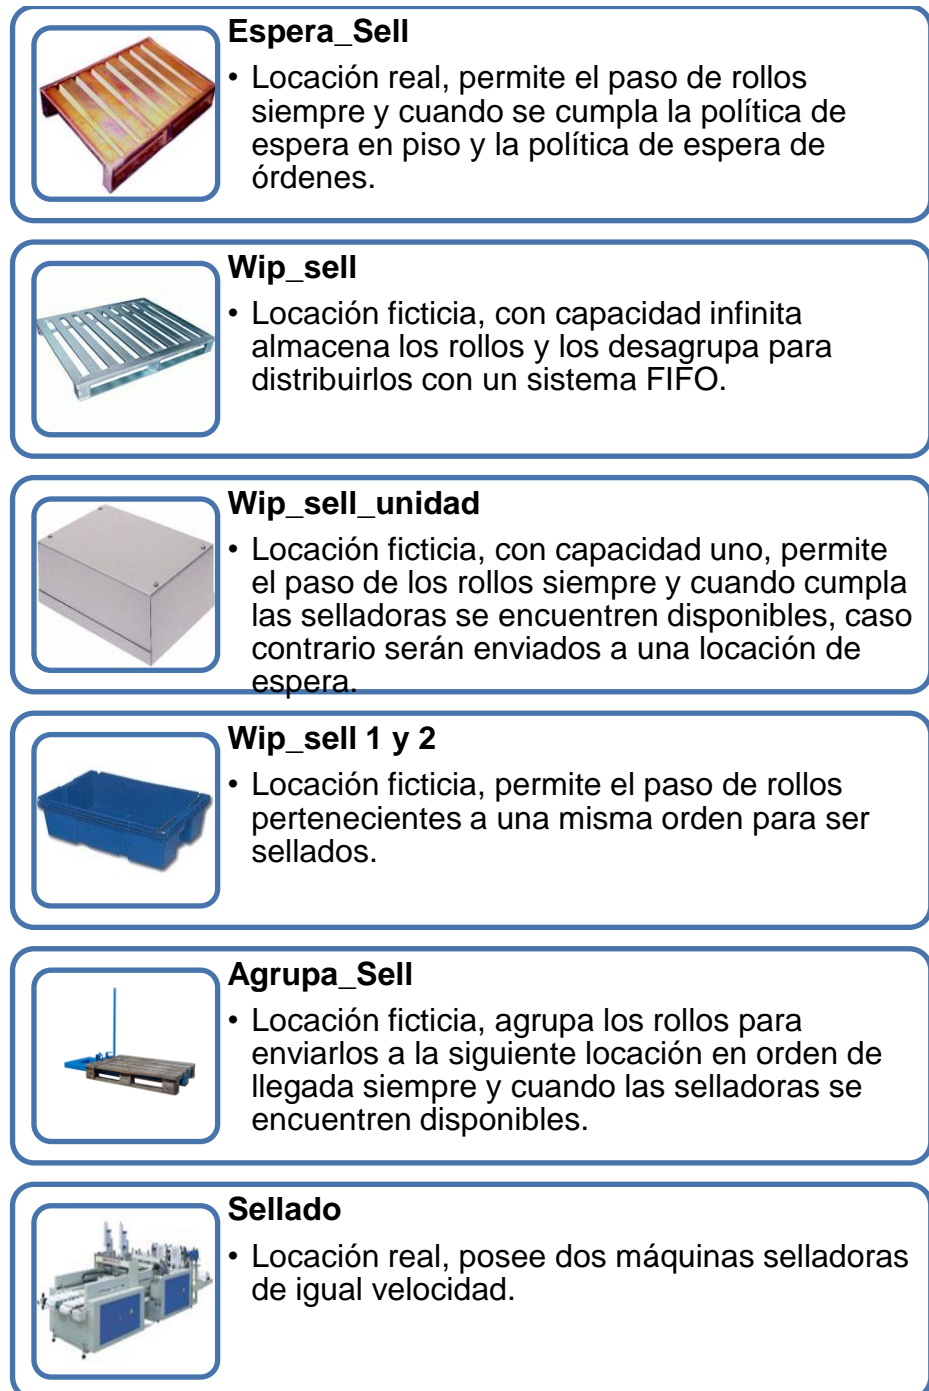 Espera_Sell
• Locación real, permite el paso de rollos
siempre y cuando se cumpla la política de
espera en piso y la política de espera de
órdenes.
Wip_sell
• Locación ficticia, con capacidad infinita
almacena los rollos y los desagrupa para
distribuirlos con un sistema FIFO.
Wip_sell_unidad
• Locación ficticia, con capacidad uno, permite
el paso de los rollos siempre y cuando cumpla
las selladoras se encuentren disponibles, caso
contrario serán enviados a una locación de
espera.
Wip_sell 1 y 2
• Locación ficticia, permite el paso de rollos
pertenecientes a una misma orden para ser
sellados.
Agrupa_Sell
• Locación ficticia, agrupa los rollos para
enviarlos a la siguiente locación en orden de
llegada siempre y cuando las selladoras se
encuentren disponibles.
Sellado
• Locación real, posee dos máquinas selladoras
de igual velocidad.